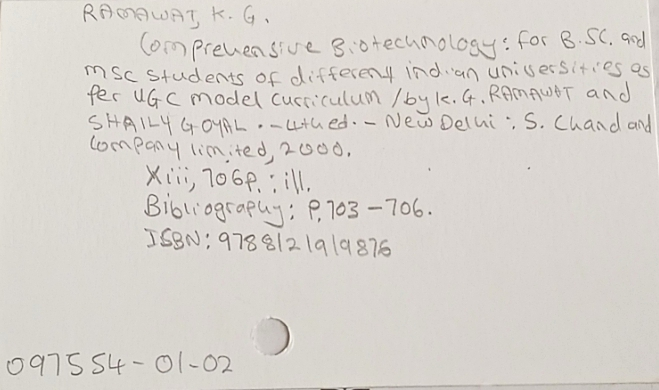 RAMAWAT, K. G.
Comprehensive Biotechnology: for B.SC. and
MSC students of different indian universities as
Per UGC model curriculum / by K. G. RAMAWAT and
SHAILY GOYAL. -- 4th ed. -- New Delhi: S. Chand and
Company limited, 2000.
Xiii, 706p. : ill.
Bibliography: P. 703-706.
ISBN: 9788121919876
097554-01-02